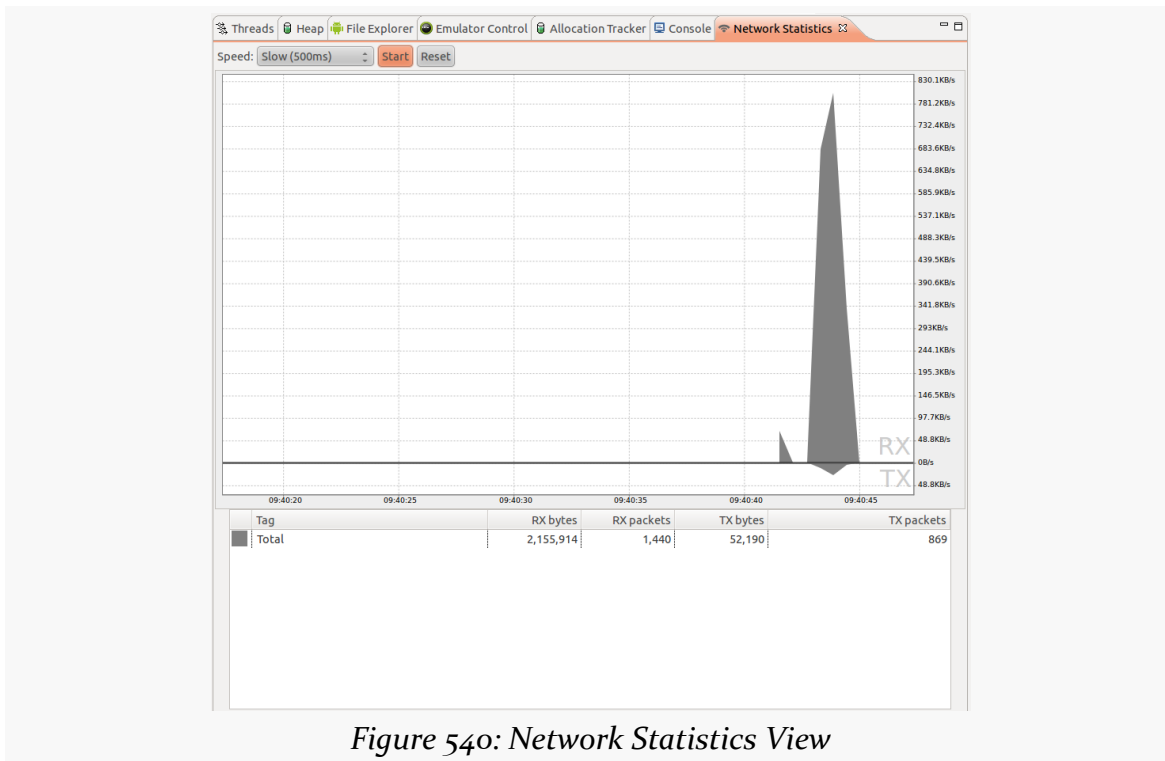 Threads Heap File Explorer Emulator Control Allocation Tracker Console Network Statistics
Speed: Slow (500ms) Start Reset
830.1KB/s
781.2KB/s
732.4KB/s
683.6KB/s
634.8KB/s
585.9KB/s
537.1KB/s
488.3KB/s
439.5KB/s
390.6KB/s
341.8KB/s
293KB/s
244.1KB/s
195.3KB/s
146.5KB/s
97.7KB/s
48.8KB/s
RX
0B/s
TX
48.8KB/s
09:40:20 09:40:25 09:40:30 09:40:35 09:40:40 09:40:45
Tag RX bytes RX packets TX bytes TX packets
Total 2,155,914 1,440 52,190 869
Figure 540: Network Statistics View